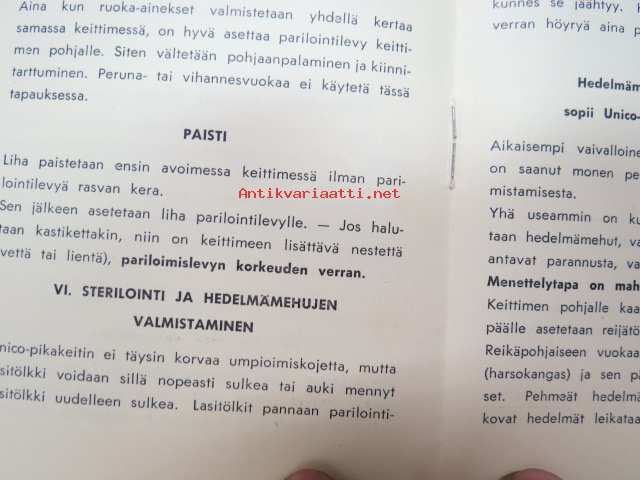 Aina kun ruoka-ainekset valmistetaan yhdellä kertaa
samassa keittimessä, on hyvä asettaa parilointilevy keitti-
men pohjalle. Siten vältetään pohjaanpalaminen ja kiinni-
tarttuminen. Peruna- tai vihannesvuokaa ei käytetä tässä
tapauksessa.
PAISTI
Liha paistetaan ensin avoimessa keittimessä ilman pari-
lointilevyä rasvan kera.
Sen jälkeen asetetaan liha parilointilevylle. — Jos halu-
taan kastikettakin, niin on keittimeen lisättävä nestettä
vettä tai lientä), pariloimislevyn korkeuden verran.
VI. STERILOINTI JA HEDELMÄMEHUJEN
VALMISTAMINEN
nico-pikakeitin ei täysin korvaa umpioimiskojetta, mutta
sitölkki voidaan sillä nopeasti sulkea tai auki mennyt
sitölkki uudelleen sulkea. Lasitölkit pannaan parilointi-
kunnes se jäähtyy.
verran höyryä aina p
Hedelmäm
sopii Unico-
Aikaisempi vaivalloine
on saanut monen pe
mistamisesta.
Yhä useammin on ku
taan hedelmämehut, va
antavat parannusta, va
Menettelytapa on mah
Keittimen pohjalle kaa
päälle asetetaan reijätö
Reikäpohjaiseen vuokaa
(harsokangas) ja sen pä
set. Pehmeät hedelmä
kovat hedelmät leikataa
Antikvariaatti.net